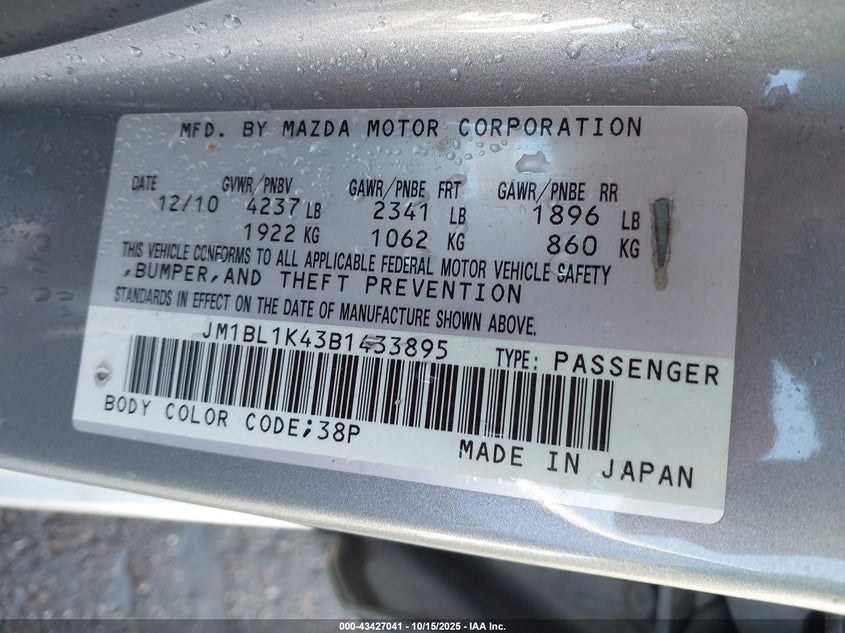 MFD. BY MAZDA MOTOR CORPORATION
DATE GVWR/PNBV GAWR/PNBE FRT GAWR/PNBE RR
12/10 4237 LB 2341 LB 1896 LB
1922 KG 1062 KG 860 KG
THIS VEHICLE CONFORMS TO ALL APPLICABLE FEDERAL MOTOR VEHICLE SAFETY
,BUMPER,AND THEFT PREVENTION
STANDARDS IN EFFECT ON THE DATE OF MANUFACTURE SHOWN ABOVE.
JM1BL1K43B1433895 TYPE: PASSENGER
BODY COLOR CODE;38P
MADE IN JAPAN
000-43427041 - 10/15/2025 - IAA Inc.